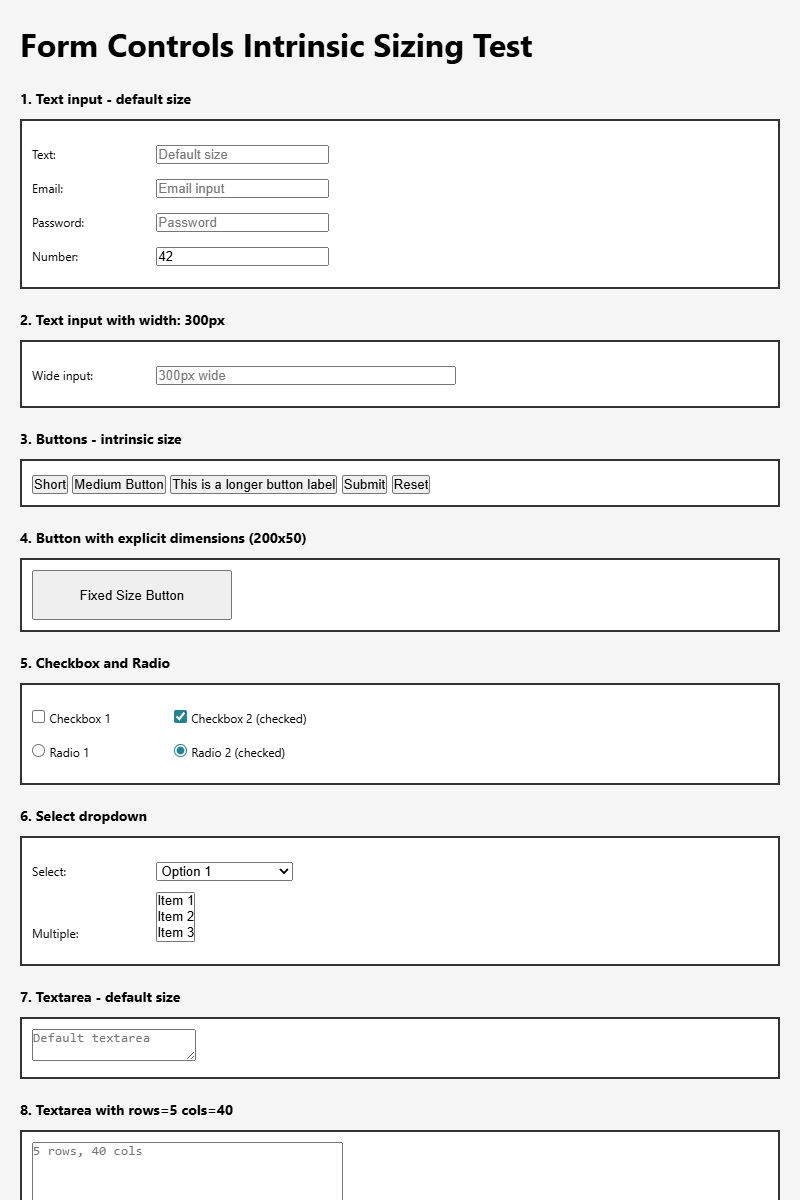 Form Controls Intrinsic Sizing Test
1. Text input - default size
Text: Default size
Email: Email input
Password: Password
Number: 42
2. Text input with width: 300px
Wide input: 300px wide
3. Buttons - intrinsic size
Short Medium Button This is a longer button label Submit Reset
4. Button with explicit dimensions (200x50)
Fixed Size Button
5. Checkbox and Radio
Checkbox 1 Checkbox 2 (checked)
Radio 1 Radio 2 (checked)
6. Select dropdown
Select: Option 1
Item 1
Item 2
Multiple: Item 3
7. Textarea - default size
Default textarea
8. Textarea with rows=5 cols=40
5 rows, 40 cols